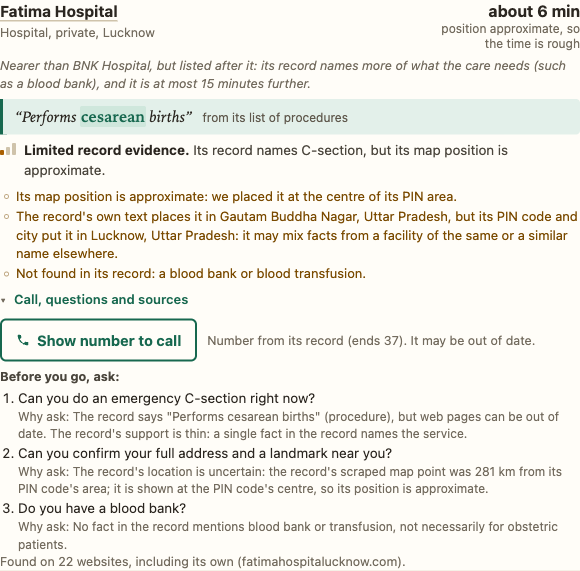 Fatima Hospital
about 6 min
Hospital, private, Lucknow
position approximate, so
the time is rough
Nearer than BNK Hospital, but listed after it: its record names more of what the care needs (such
as a blood bank), and it is at most 15 minutes further.
“Performs cesarean births” from its list of procedures
Limited record evidence. Its record names C-section, but its map position is
approximate.
Its map position is approximate: we placed it at the centre of its PIN area.
The record's own text places it in Gautam Buddha Nagar, Uttar Pradesh, but its PIN code and
city put it in Lucknow, Uttar Pradesh: it may mix facts from a facility of the same or a similar
name elsewhere.
Not found in its record: a blood bank or blood transfusion.
Call, questions and sources
Show number to call
Number from its record (ends 37). It may be out of date.
Before you go, ask:
1. Can you do an emergency C-section right now?
Why ask: The record says "Performs cesarean births" (procedure), but web pages can be out of
date. The record's support is thin: a single fact in the record names the service.
2. Can you confirm your full address and a landmark near you?
Why ask: The record's location is uncertain: the record's scraped map point was 281 km from its
PIN code's area; it is shown at the PIN code's centre, so its position is approximate.
3. Do you have a blood bank?
Why ask: No fact in the record mentions blood bank or transfusion, not necessarily for obstetric
patients.
Found on 22 websites, including its own (fatimahospitalucknow.com).